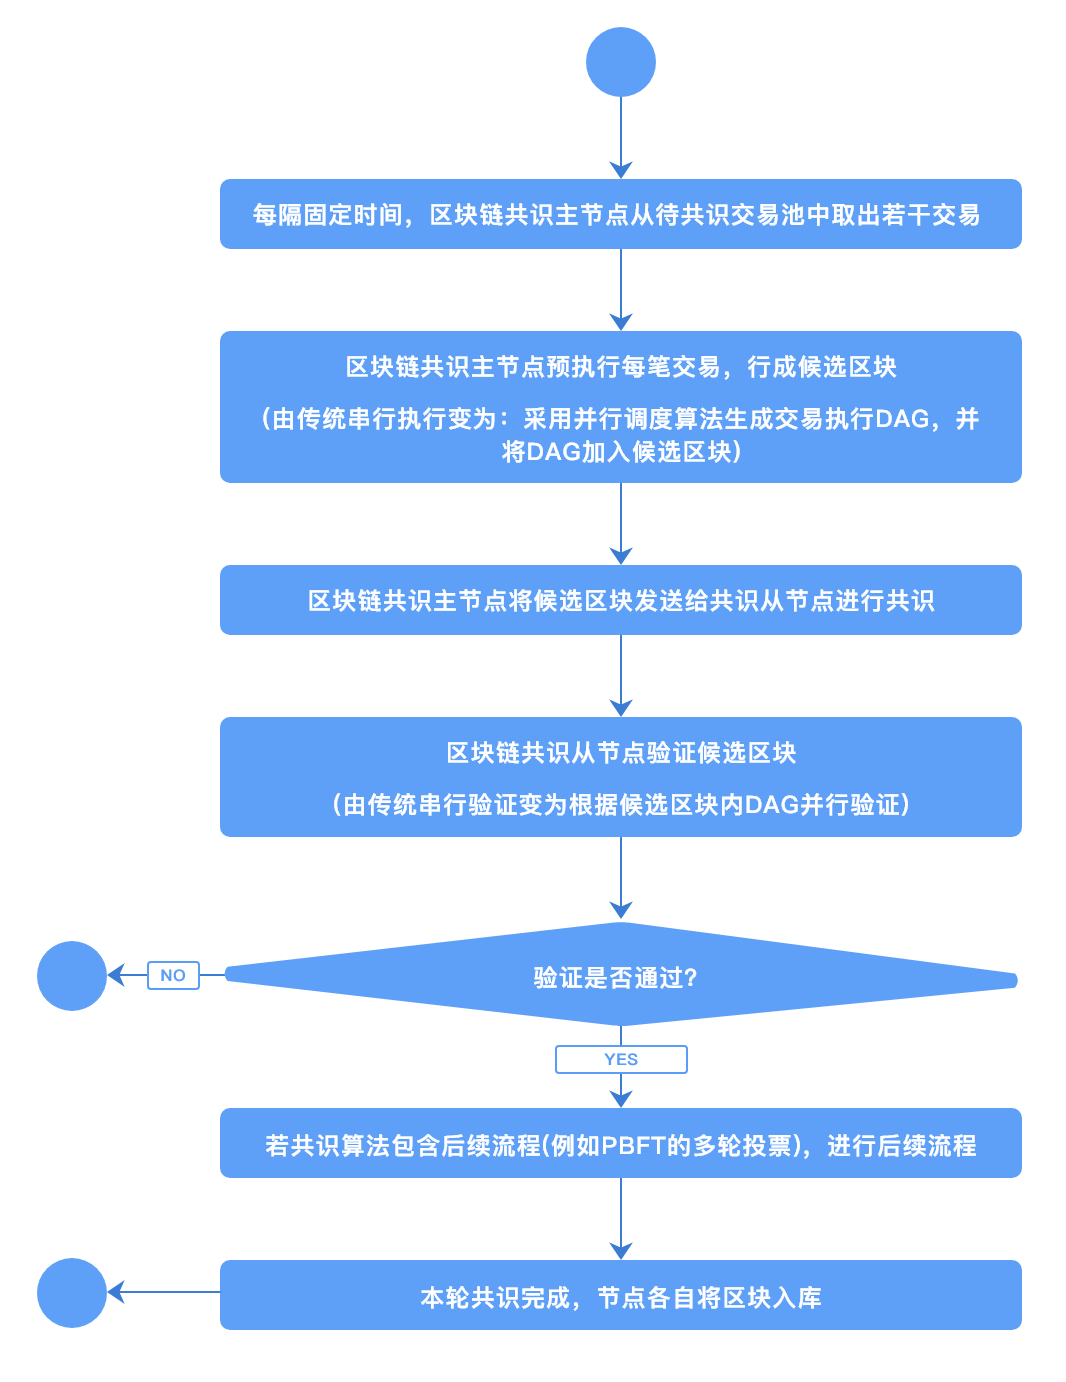 每隔固定时间，区块链共识主节点从待共识交易池中取出若干交易
区块链共识主节点预执行每笔交易，行成候选区块
（由传统串行执行变为：采用并行调度算法生成交易执行DAG，并
将DAG加入候选区块）
区块链共识主节点将候选区块发送给共识从节点进行共识
区块链共识从节点验证候选区块
（由传统串行验证变为根据候选区块内DAG并行验证）
验证是否通过？
NO
YES
若共识算法包含后续流程(例如PBFT的多轮投票)，进行后续流程
本轮共识完成，节点各自将区块入库